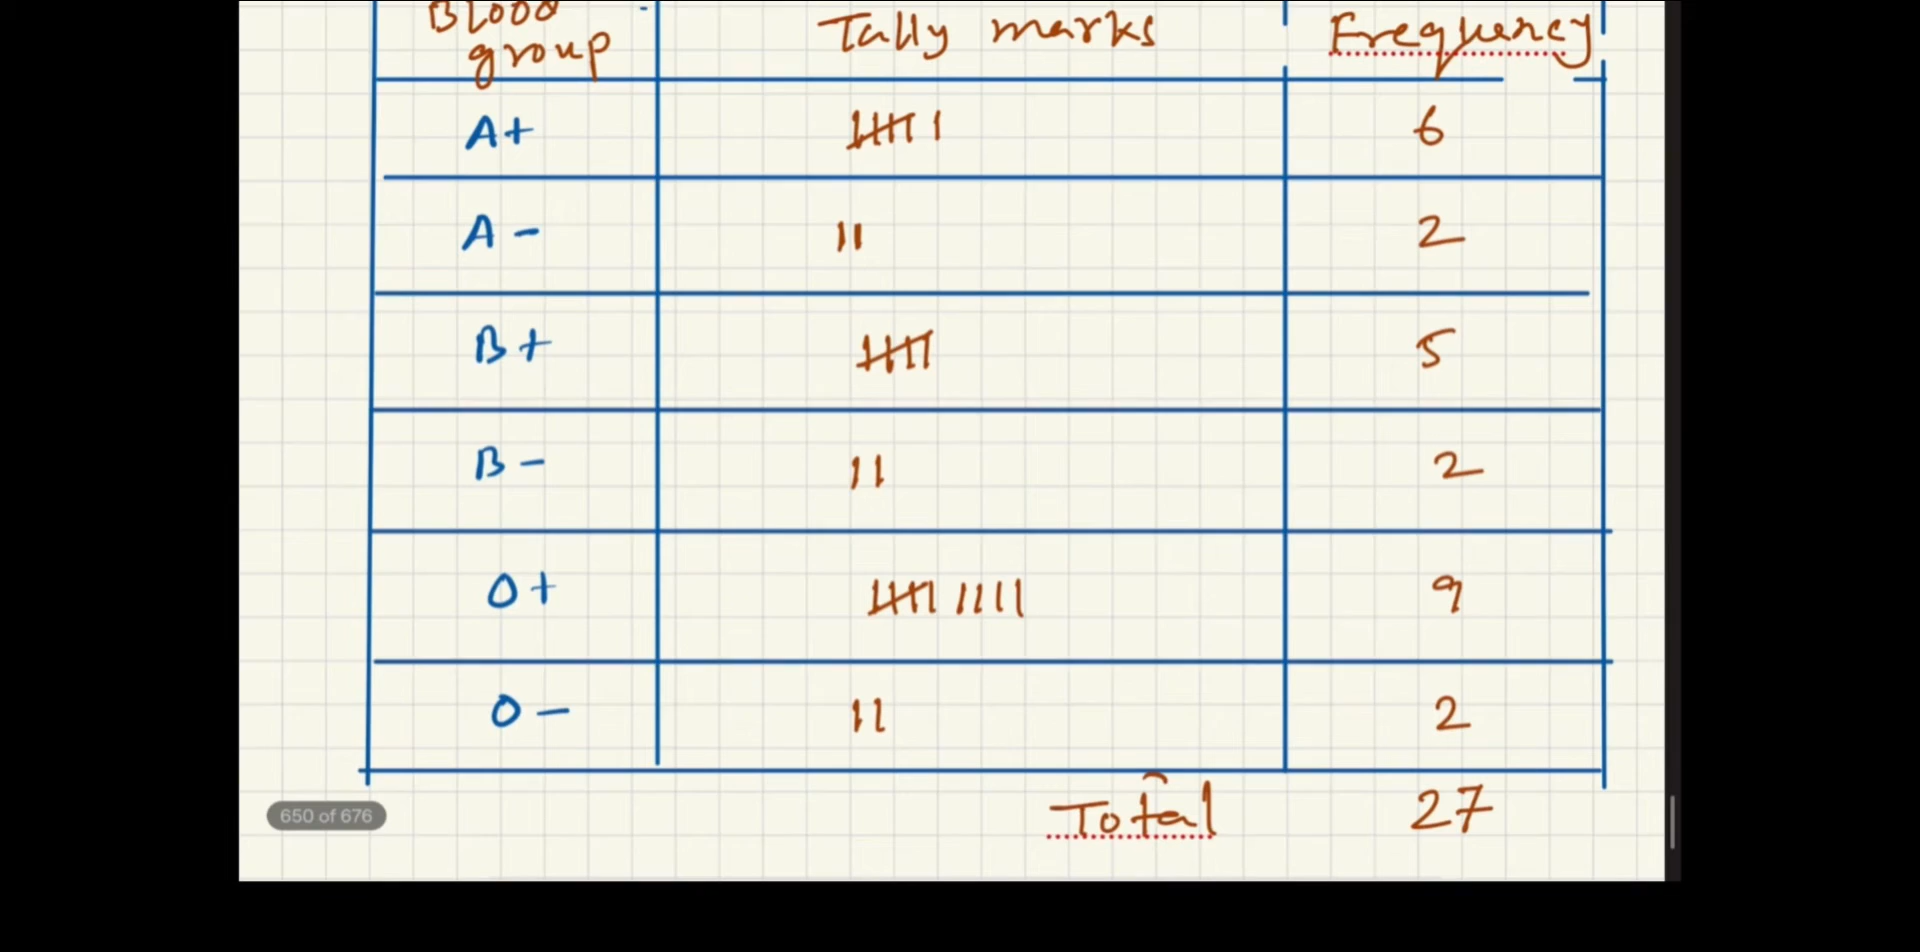 Blood group Tally marks Frequency
A+ 𝍸 | 6
A - || 2
B+ 𝍸 5
B - || 2
O+ 𝍸 |||| 9
O - || 2
Total 27
650 of 676